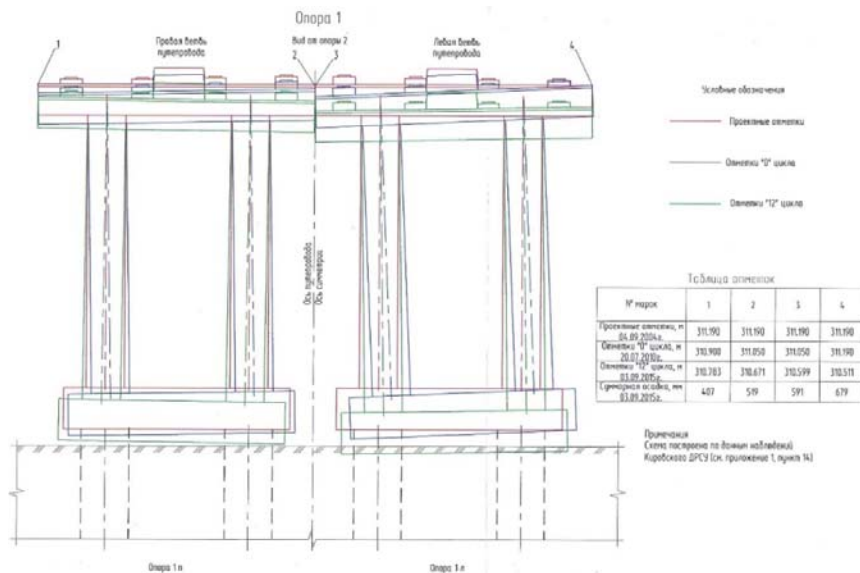 Опора 1
Правая ветвь
путепровода
Вид от опоры 2
Левая ветвь
путепровода
1
2
3
4
Условные обозначения
Проектные отметки
Отметки "0" цикла
Отметки "12" цикла
Ось путепровода
Ось симметрии
Таблица отметок
№ марок 1 2 3 4
Проектные отметки, м
04.09.2004г. 311.190 311.190 311.190 311.190
Отметки "0" цикла, м
20.07.2010г. 310.900 311.050 311.050 311.190
Отметки "12" цикла, м
03.09.2015г. 310.783 310.671 310.599 310.511
Суммарная осадка, мм
03.09.2015г. 407 519 591 679
Примечания
Схема построена по данным наблюдений
Кировского ДРСУ (см. приложение 1, пункт 14)
Опора 1 п
Опора 1 л